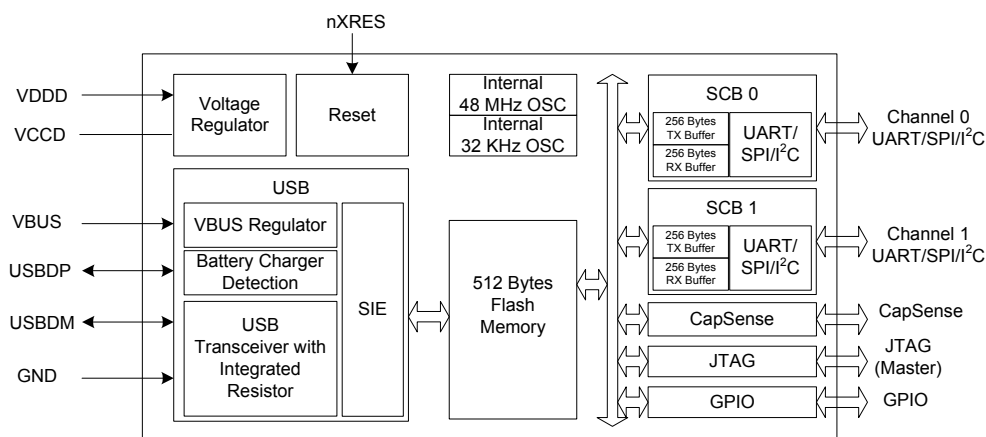 nXRES
VDDD
VCCD
VBUS
USBDP
USBDM
GND
Voltage
Regulator
Reset
Internal
48 MHz OSC
Internal
32 KHz OSC
USB
VBUS Regulator
Battery Charger
Detection
USB
Transceiver with
Integrated
Resistor
SIE
512 Bytes
Flash
Memory
SCB 0
256 Bytes
TX Buffer
256 Bytes
RX Buffer
UART/
SPI/I²C
Channel 0
UART/SPI/I²C
SCB 1
256 Bytes
TX Buffer
256 Bytes
RX Buffer
UART/
SPI/I²C
Channel 1
UART/SPI/I²C
CapSense
CapSense
JTAG
JTAG
(Master)
GPIO
GPIO